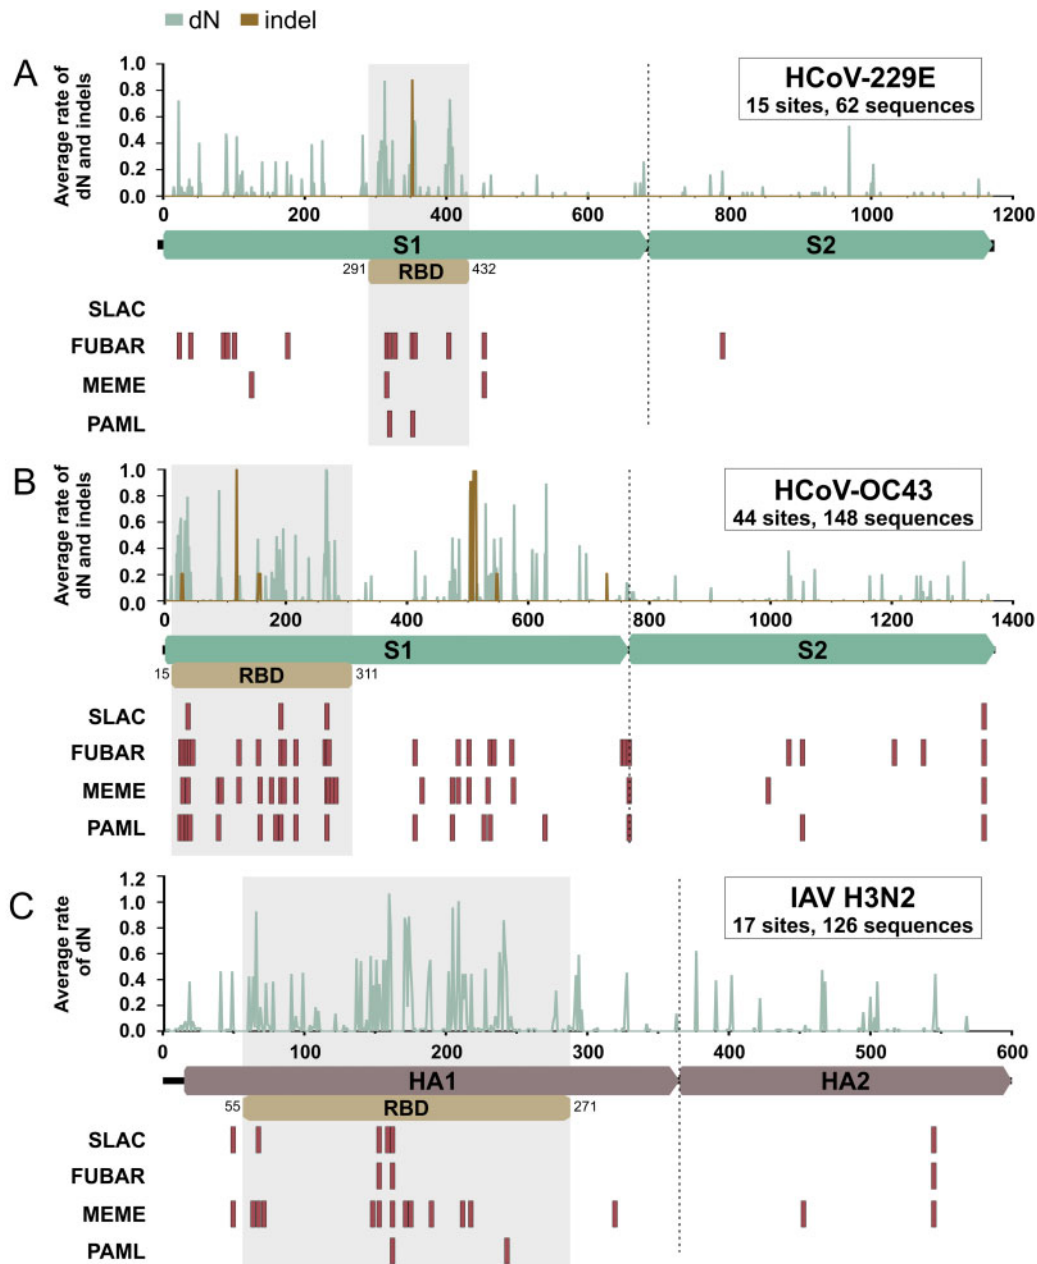 dN indel
A
Average rate of
dN and indels
1.0
0.8
0.6
0.4
0.2
0.0
HCoV-229E
15 sites, 62 sequences
0 200 400 600 800 1000 1200
S1 S2
291 RBD 432
SLAC
FUBAR
MEME
PAML
B
Average rate of
dN and indels
1.0
0.8
0.6
0.4
0.2
0.0
HCoV-OC43
44 sites, 148 sequences
200 400 600 800 1000 1200 1400
S1 S2
15 RBD 311
SLAC
FUBAR
MEME
PAML
C
Average rate
of dN
1.2
1.0
0.8
0.6
0.4
0.2
0.0
IAV H3N2
17 sites, 126 sequences
0 100 200 300 400 500 600
HA1 HA2
55 RBD 271
SLAC
FUBAR
MEME
PAML